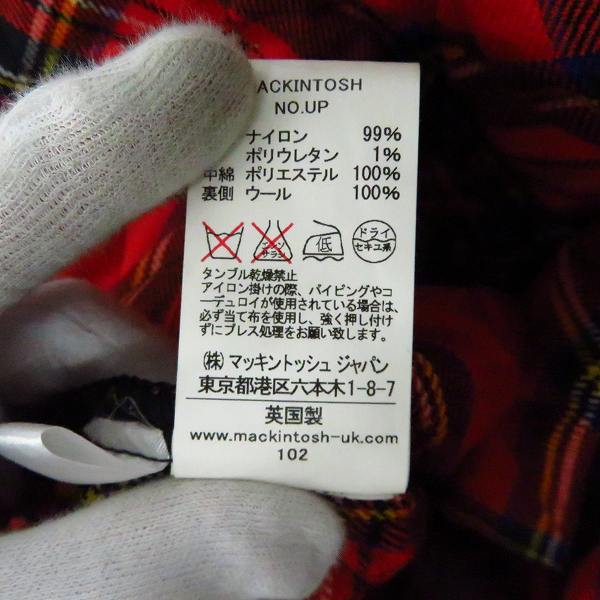 ACKINTOSH
NO.UP
ナイロン 99%
ポリウレタン 1%
中綿 ポリエステル 100%
裏側 ウール 100%
エンソ
サラシ
低
ドライ
セキユ系
タンブル乾燥禁止
アイロン掛けの際、パイピングやコ
ーデュロイが使用されている場合は、
必ず当て布を使用し、強く押し付け
ずにプレス処理をお願い致します。
㈱ マッキントッシュ ジャパン
東京都港区六本木1-8-7
英国製
www.mackintosh-uk.com
102